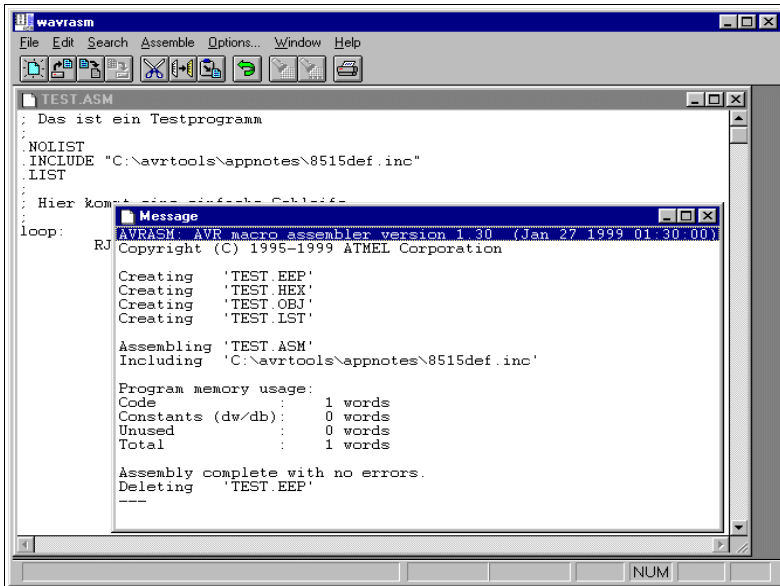 wavrasm
File Edit Search Assemble Options... Window Help
TEST.ASM
; Das ist ein Testprogramm
;
.NOLIST
.INCLUDE "C:\avrtools\appnotes\8515def.inc"
.LIST
;
; Hier kommt eine einfache Schleife
;
loop:
RJ
Message
AVRASM: AVR macro assembler version 1.30 (Jan 27 1999 01:30:00)
Copyright (C) 1995-1999 ATMEL Corporation
Creating 'TEST.EEP'
Creating 'TEST.HEX'
Creating 'TEST.OBJ'
Creating 'TEST.LST'
Assembling 'TEST.ASM'
Including 'C:\avrtools\appnotes\8515def.inc'
Program memory usage:
Code : 1 words
Constants (dw/db): 0 words
Unused : 0 words
Total : 1 words
Assembly complete with no errors.
Deleting 'TEST.EEP'
---
NUM